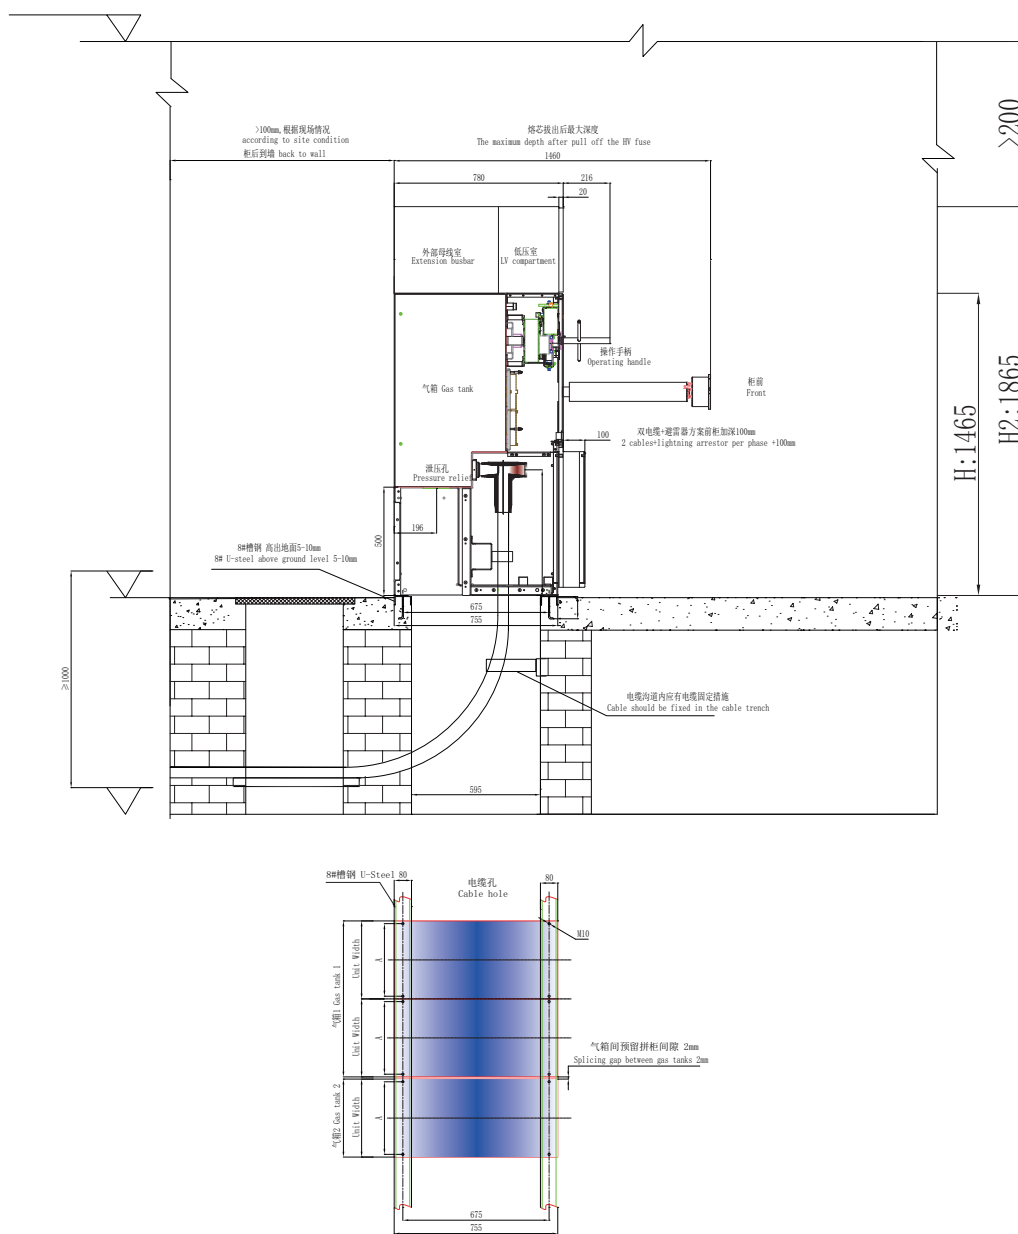 >200
>100mm,根据现场情况
according to site condition
柜后到墙 back to wall
熔芯拔出后最大深度
The maximum depth after pull off the HV fuse
1460
780
216
20
外部母线室
Extension busbar
低压室
LV compartment
操作手柄
Operating handle
气箱 Gas tank
柜前
Front
H2:1865
H:1465
双电缆+避雷器方案前柜加深100mm
2 cables+lightning arrestor per phase +100mm
100
泄压孔
Pressure relief
196
500
8#槽钢 高出地面5-10mm
8# U-steel above ground level 5-10mm
675
755
≥1000
电缆沟道内应有电缆固定措施
Cable should be fixed in the cable trench
595
8#槽钢 U-Steel
80
电缆孔
Cable hole
80
M10
气箱1 Gas tank 1
Unit Width
A
Unit Width
A
气箱间预留拼柜间隙 2mm
Splicing gap between gas tanks 2mm
气箱2 Gas tank 2
Unit Width
A
675
755